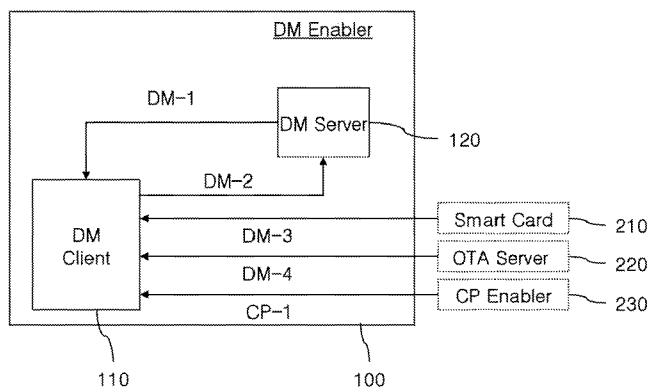 DM Enabler
DM-1
DM Server
120
DM-2
DM
Client
Smart Card
210
DM-3
OTA Server
220
DM-4
CP Enabler
230
CP-1
110
100